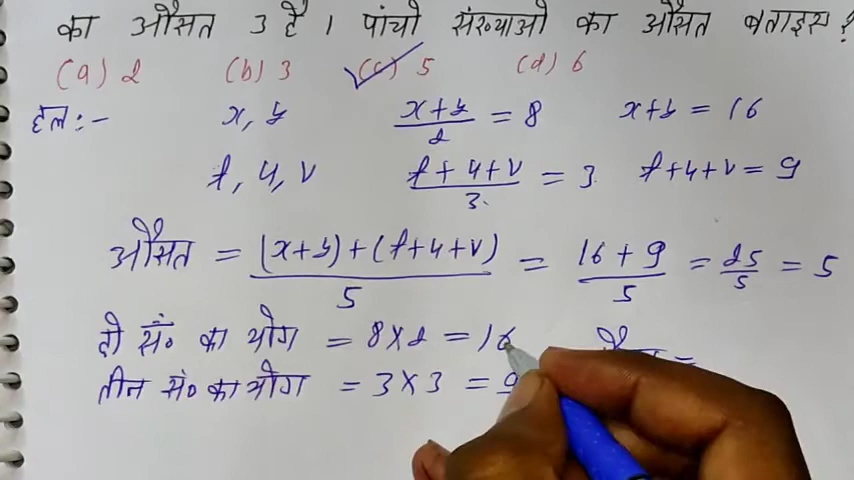 का औसत 3 है । पांचो संख्याओ का औसत बताइए ?
(a) 2 (b) 3 (c) 5 (d) 6
हल :- x, y (x+y)/2 = 8 x+y = 16
t, u, v (t+u+v)/3 = 3. t+u+v = 9
औसत = ((x+y)+(t+u+v))/5 = (16+9)/5 = 25/5 = 5
दो सं० का योग = 8×2 = 16
तीन सं० का योग = 3×3 = 9